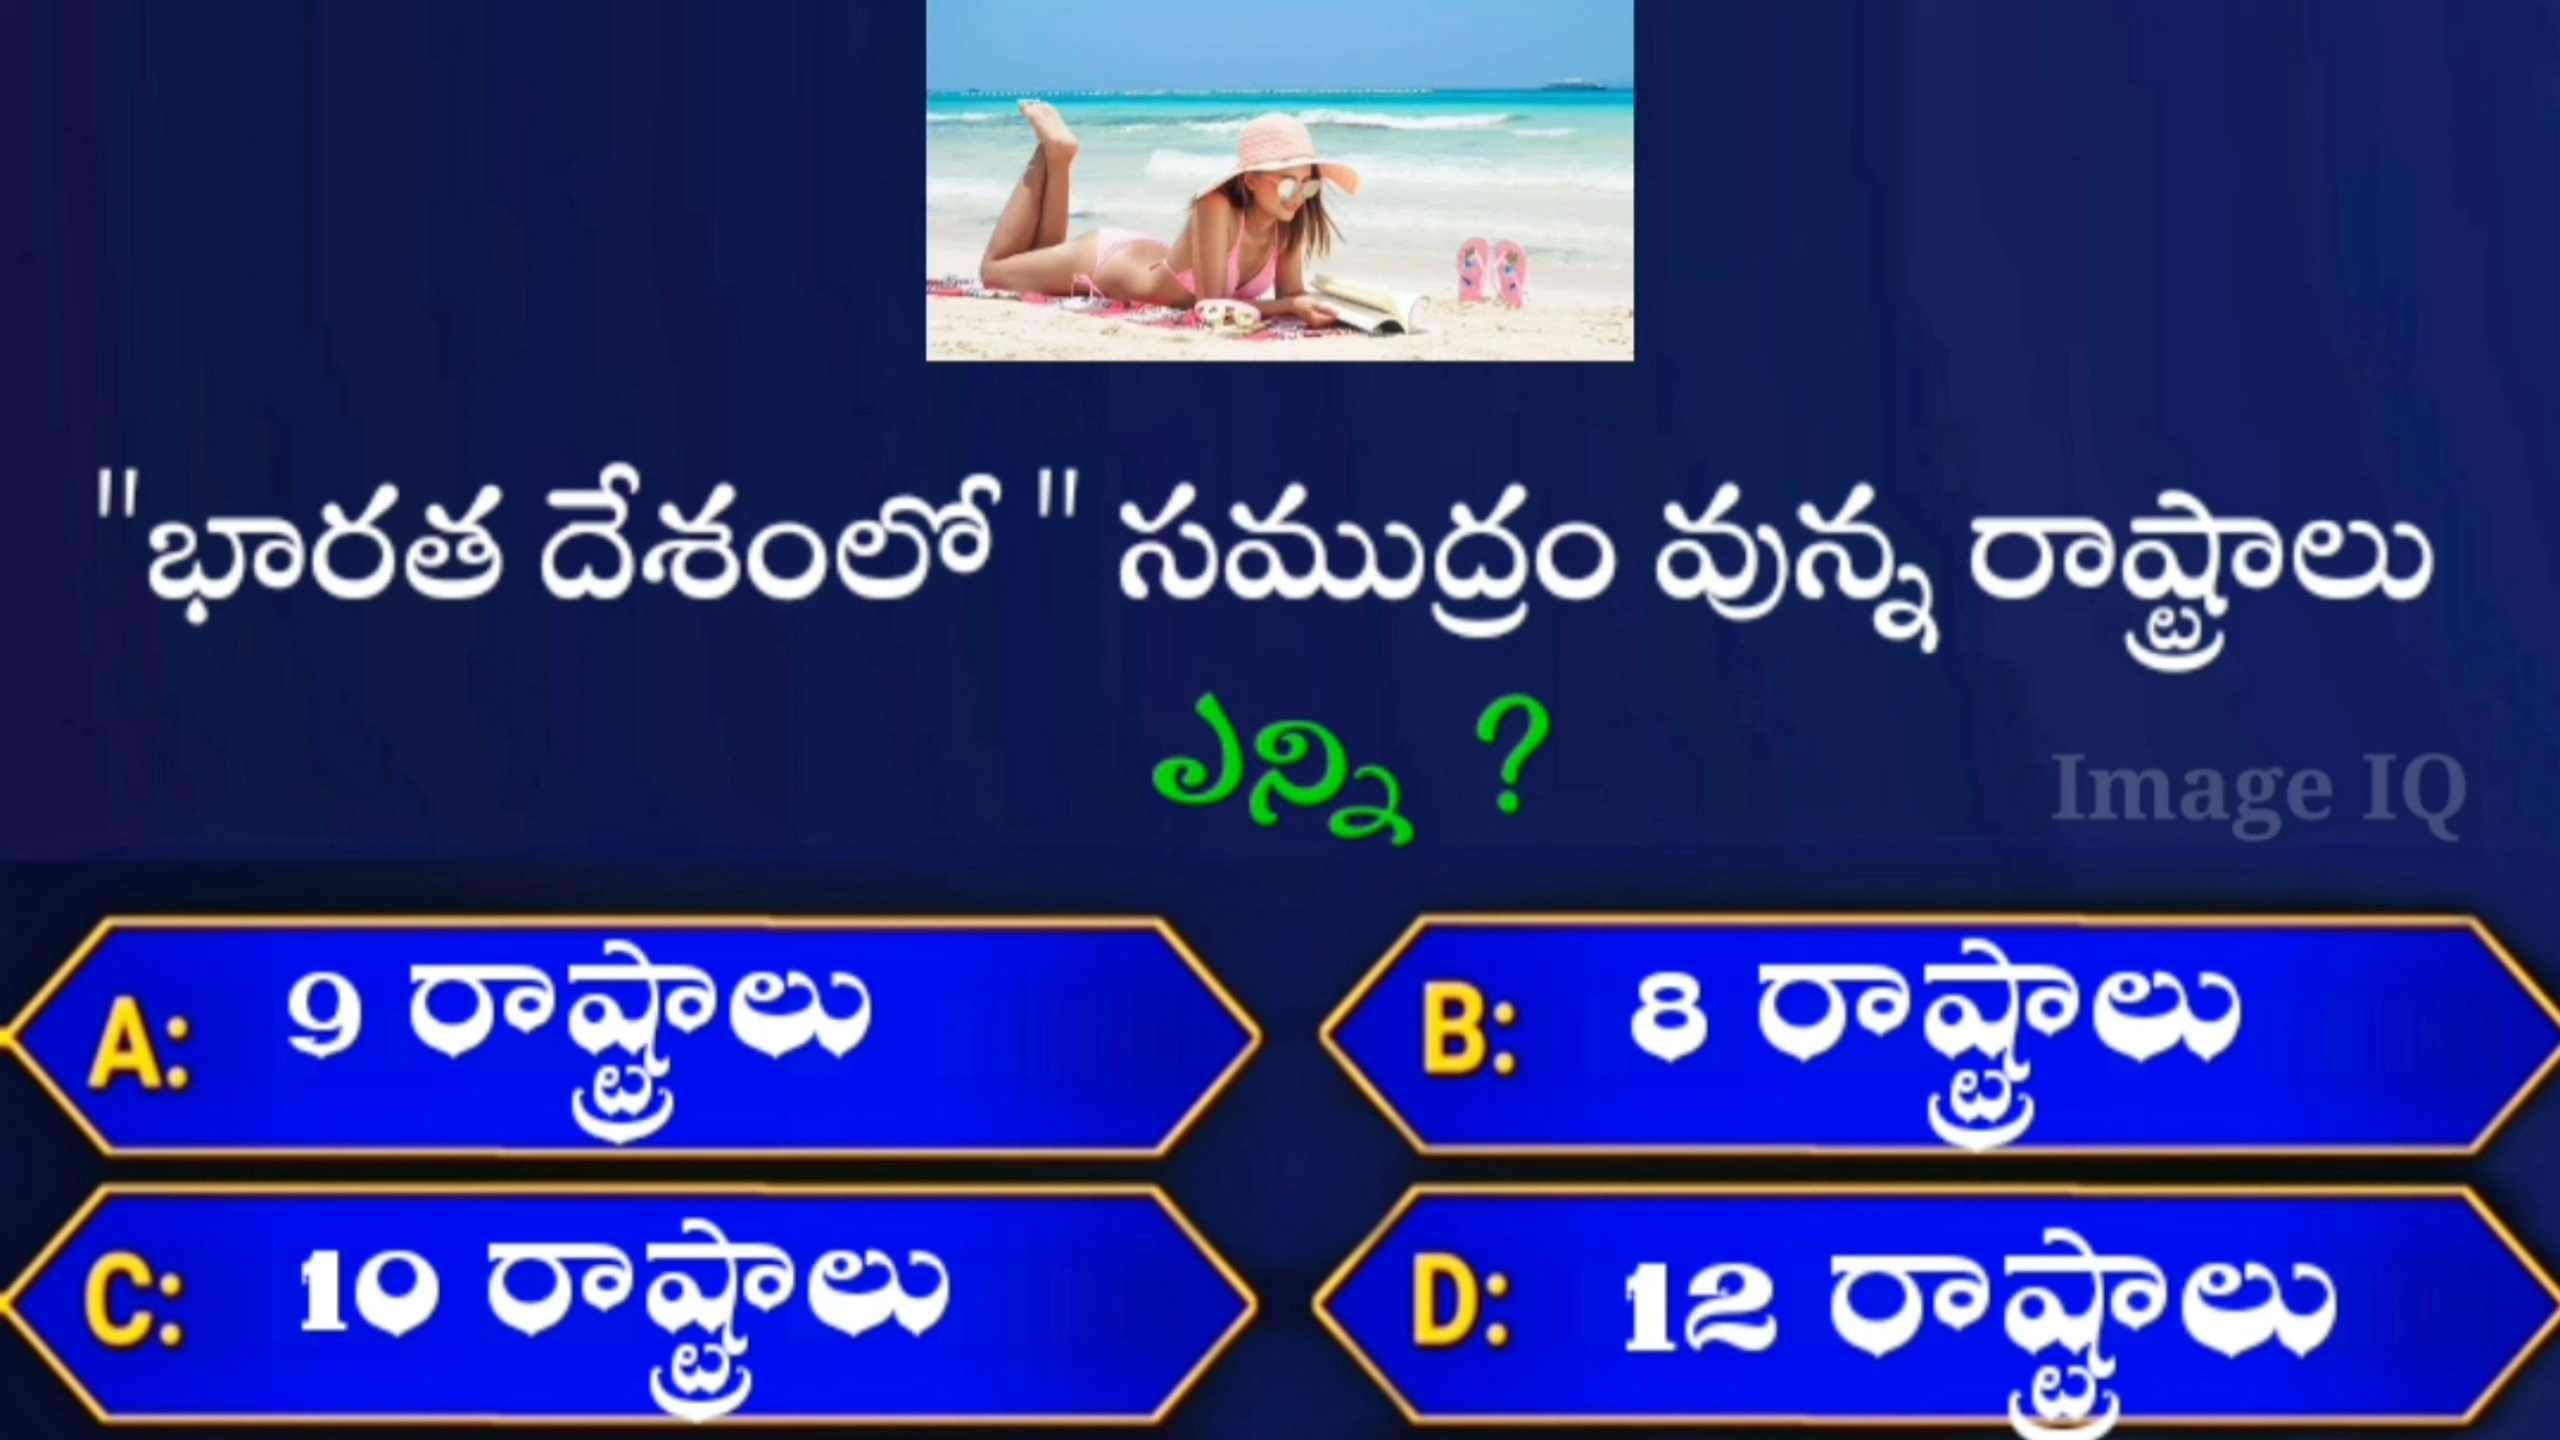 "భారత దేశంలో " సముద్రం వున్న రాష్ట్రాలు
ఎన్ని ?
Image IQ
A: 9 రాష్ట్రాలు
B: 8 రాష్ట్రాలు
C: 10 రాష్ట్రాలు
D: 12 రాష్ట్రాలు